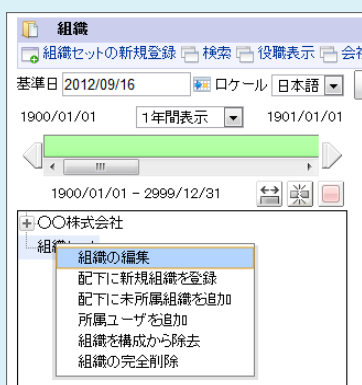 組織
組織セットの新規登録 検索 役職表示 会社
基準日 2012/09/16 ロケール 日本語
1900/01/01 1年間表示 1901/01/01
1900/01/01 - 2999/12/31
〇〇株式会社
組織
組織の編集
配下に新規組織を登録
配下に未所属組織を追加
所属ユーザを追加
組織を構成から除去
組織の完全削除